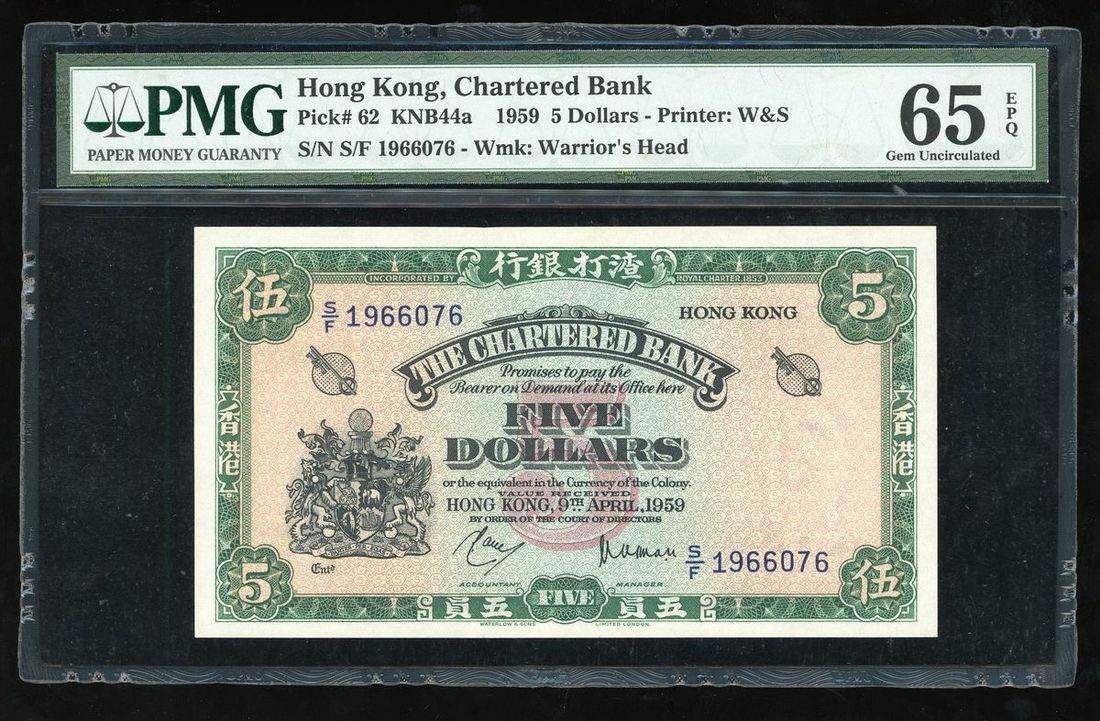 PMG
PAPER MONEY GUARANTY
Hong Kong, Chartered Bank
Pick# 62 KNB44a 1959 5 Dollars - Printer: W&S
S/N S/F 1966076 - Wmk: Warrior's Head
65
EPQ
Gem Uncirculated
行銀打渣
INCORPORATED BY ROYAL CHARTER 1853
伍
5
S/F 1966076
HONG KONG
THE CHARTERED BANK
Promises to pay the
Bearer on Demand at its Office here
5
FIVE
DOLLARS
or the equivalent in the Currency of the Colony.
VALUE RECEIVED
HONG KONG, 9TH APRIL, 1959
BY ORDER OF THE COURT OF DIRECTORS
香港
香港
Entd
S/F 1966076
ACCOUNTANT
MANAGER
5
伍
員五
FIVE
員五
WATERLOW & SONS LIMITED LONDON.